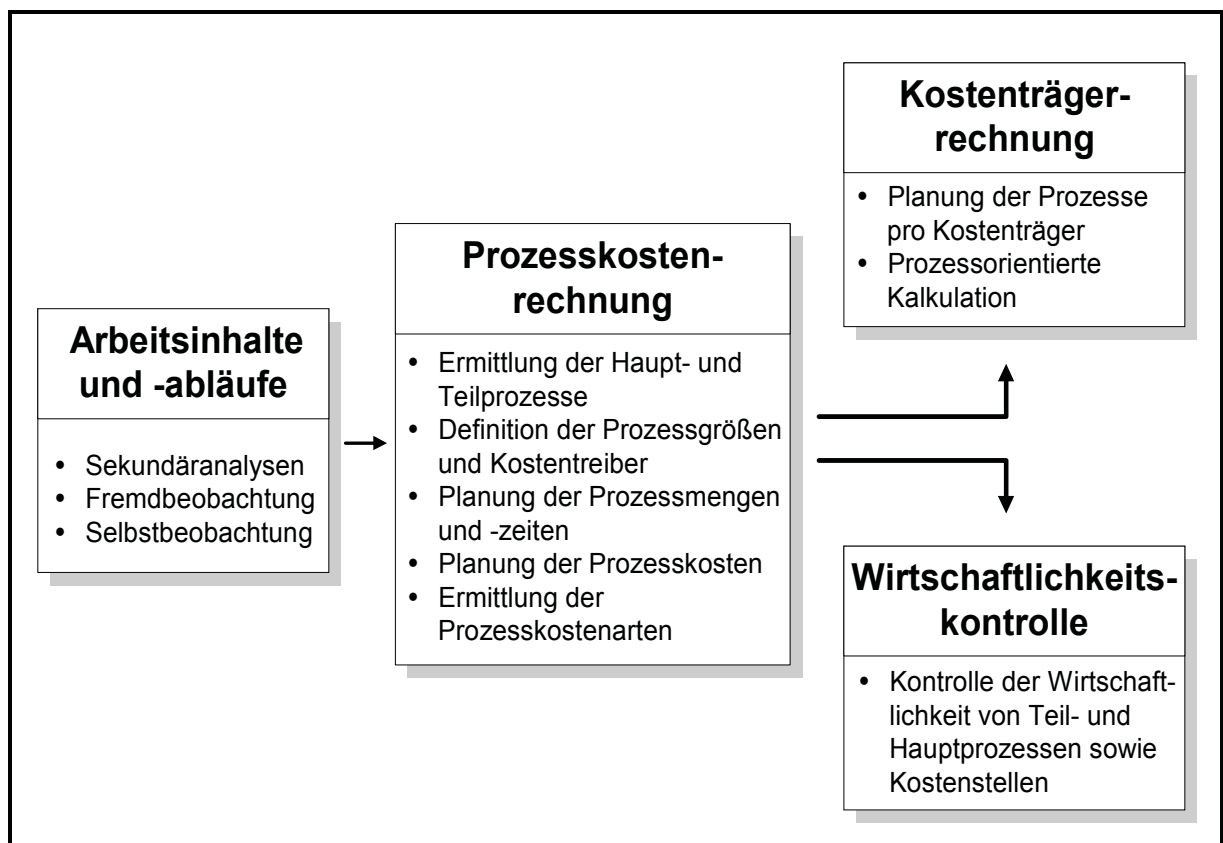 Arbeitsinhalte
und -abläufe
• Sekundäranalysen
• Fremdbeobachtung
• Selbstbeobachtung
Prozesskosten-
rechnung
• Ermittlung der Haupt- und
Teilprozesse
• Definition der Prozessgrößen
und Kostentreiber
• Planung der Prozessmengen
und -zeiten
• Planung der Prozesskosten
• Ermittlung der
Prozesskostenarten
Kostenträger-
rechnung
• Planung der Prozesse
pro Kostenträger
• Prozessorientierte
Kalkulation
Wirtschaftlichkeits-
kontrolle
• Kontrolle der Wirtschaft-
lichkeit von Teil- und
Hauptprozessen sowie
Kostenstellen